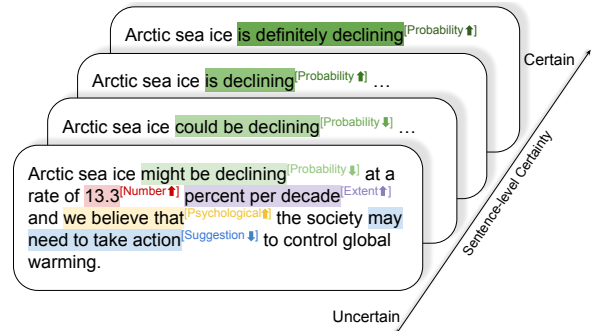 Arctic sea ice is definitely declining[Probability⬆]
Certain
Arctic sea ice is declining[Probability⬆] ...
Arctic sea ice could be declining[Probability⬇] ...
Arctic sea ice might be declining[Probability⬇] at a
rate of 13.3[Number⬆] percent per decade[Extent⬆]
and we believe that[Psychological⬆] the society may
need to take action[Suggestion⬇] to control global
warming.
Sentence-level Certainty
Uncertain